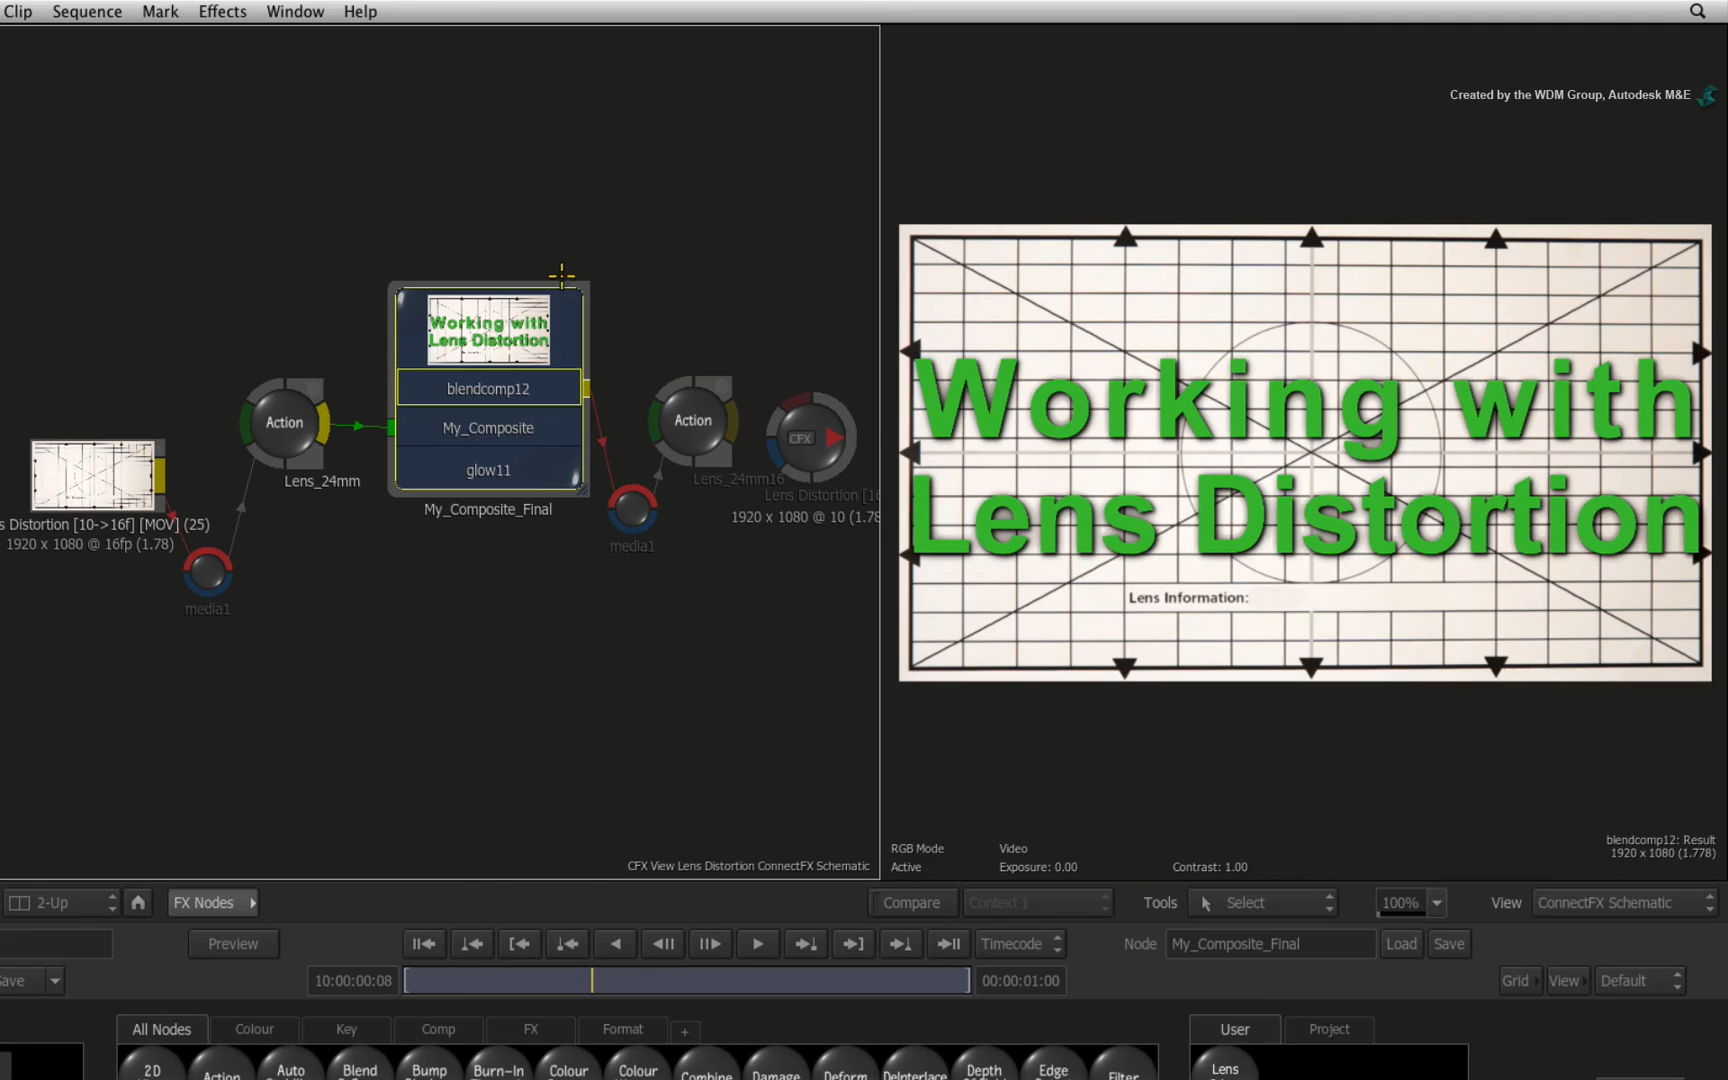 Clip Sequence Mark Effects Window Help
Created by the WDM Group, Autodesk M&E
Working with
Lens Distortion
Action
Lens_24mm
blendcomp12
My_Composite
glow11
My_Composite_Final
Action
Lens_24mm16
CFX
Lens Distortion [10
1920 x 1080 @ 10 (1.78
s Distortion [10->16f] [MOV] (25)
1920 x 1080 @ 16fp (1.78)
media1
media1
Working with
Lens Distortion
Lens Information:
RGB Mode Video
Active Exposure: 0.00 Contrast: 1.00
blendcomp12: Result
1920 x 1080 (1.778)
CFX View Lens Distortion ConnectFX Schematic
2-Up FX Nodes Compare Context 1 Tools Select 100% View ConnectFX Schematic
Preview Timecode Node My_Composite_Final Load Save
Save 10:00:00:08 00:00:01:00 Grid View Default
All Nodes Colour Key Comp FX Format + User Project
2D Action Auto Blend Bump Burn-In Colour Colour Combine Damage Deform DeInterlace Depth Edge Filter Lens